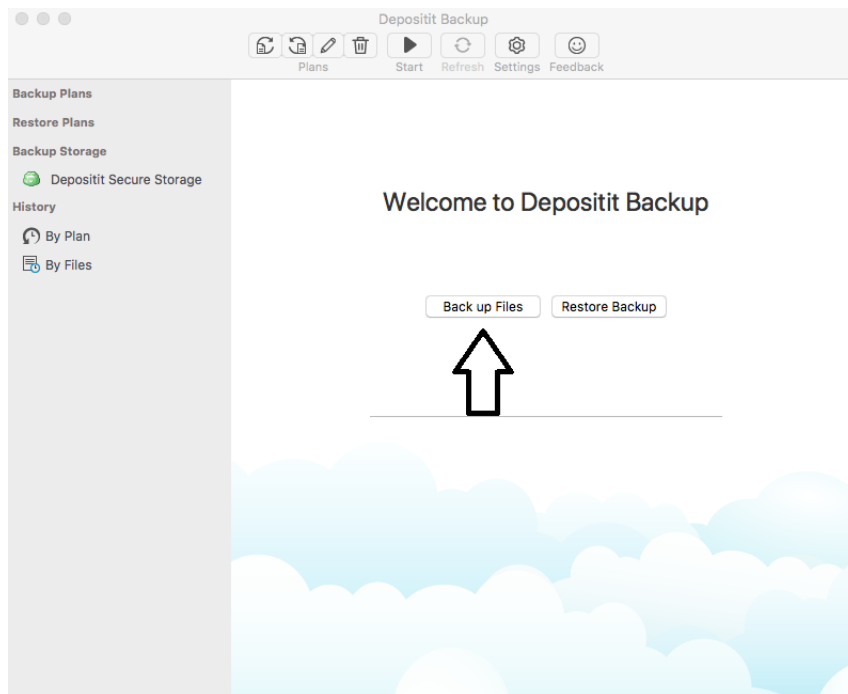 Depositit Backup
Plans Start Refresh Settings Feedback
Backup Plans
Restore Plans
Backup Storage
Depositit Secure Storage
History
By Plan
By Files
Welcome to Depositit Backup
Back up Files Restore Backup